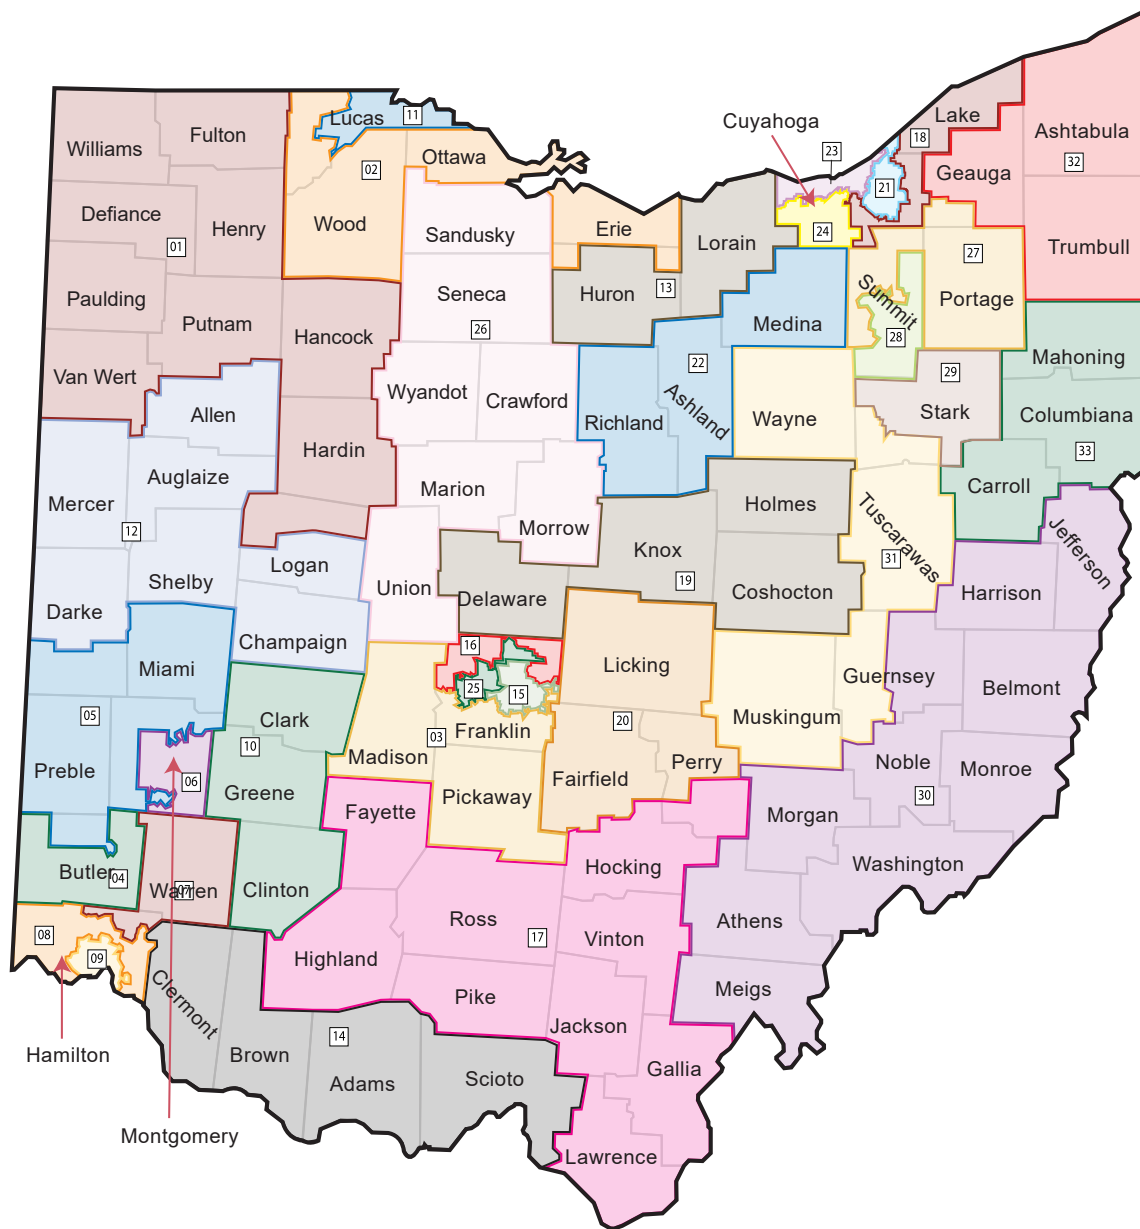 Cuyahoga
23
Lake
18
Ashtabula
32
Geauga
21
24
27
Trumbull
Portage
Summit
28
Lucas
11
Fulton
Williams
02
Ottawa
Defiance
Henry
01
Wood
Sandusky
Erie
Lorain
Seneca
Huron
13
Paulding
Putnam
26
Hancock
Medina
22
29
Mahoning
Van Wert
Wyandot
Crawford
Ashland
Allen
Richland
Wayne
Stark
Columbiana
33
Hardin
Auglaize
Marion
Carroll
Mercer
Holmes
12
Morrow
Tuscarawas
31
Jefferson
Knox
19
Logan
Shelby
Union
Delaware
Coshocton
Harrison
Darke
Champaign
16
Miami
Licking
25
15
Guernsey
Belmont
05
Clark
20
Muskingum
Franklin
03
10
Madison
Perry
Noble
Monroe
Preble
06
Greene
Pickaway
Fairfield
30
Fayette
Morgan
Butler
04
Warren
07
Clinton
Hocking
Washington
Ross
Athens
08
17
Vinton
09
Highland
Clermont
Pike
Meigs
Jackson
14
Hamilton
Brown
Gallia
Adams
Scioto
Montgomery
Lawrence